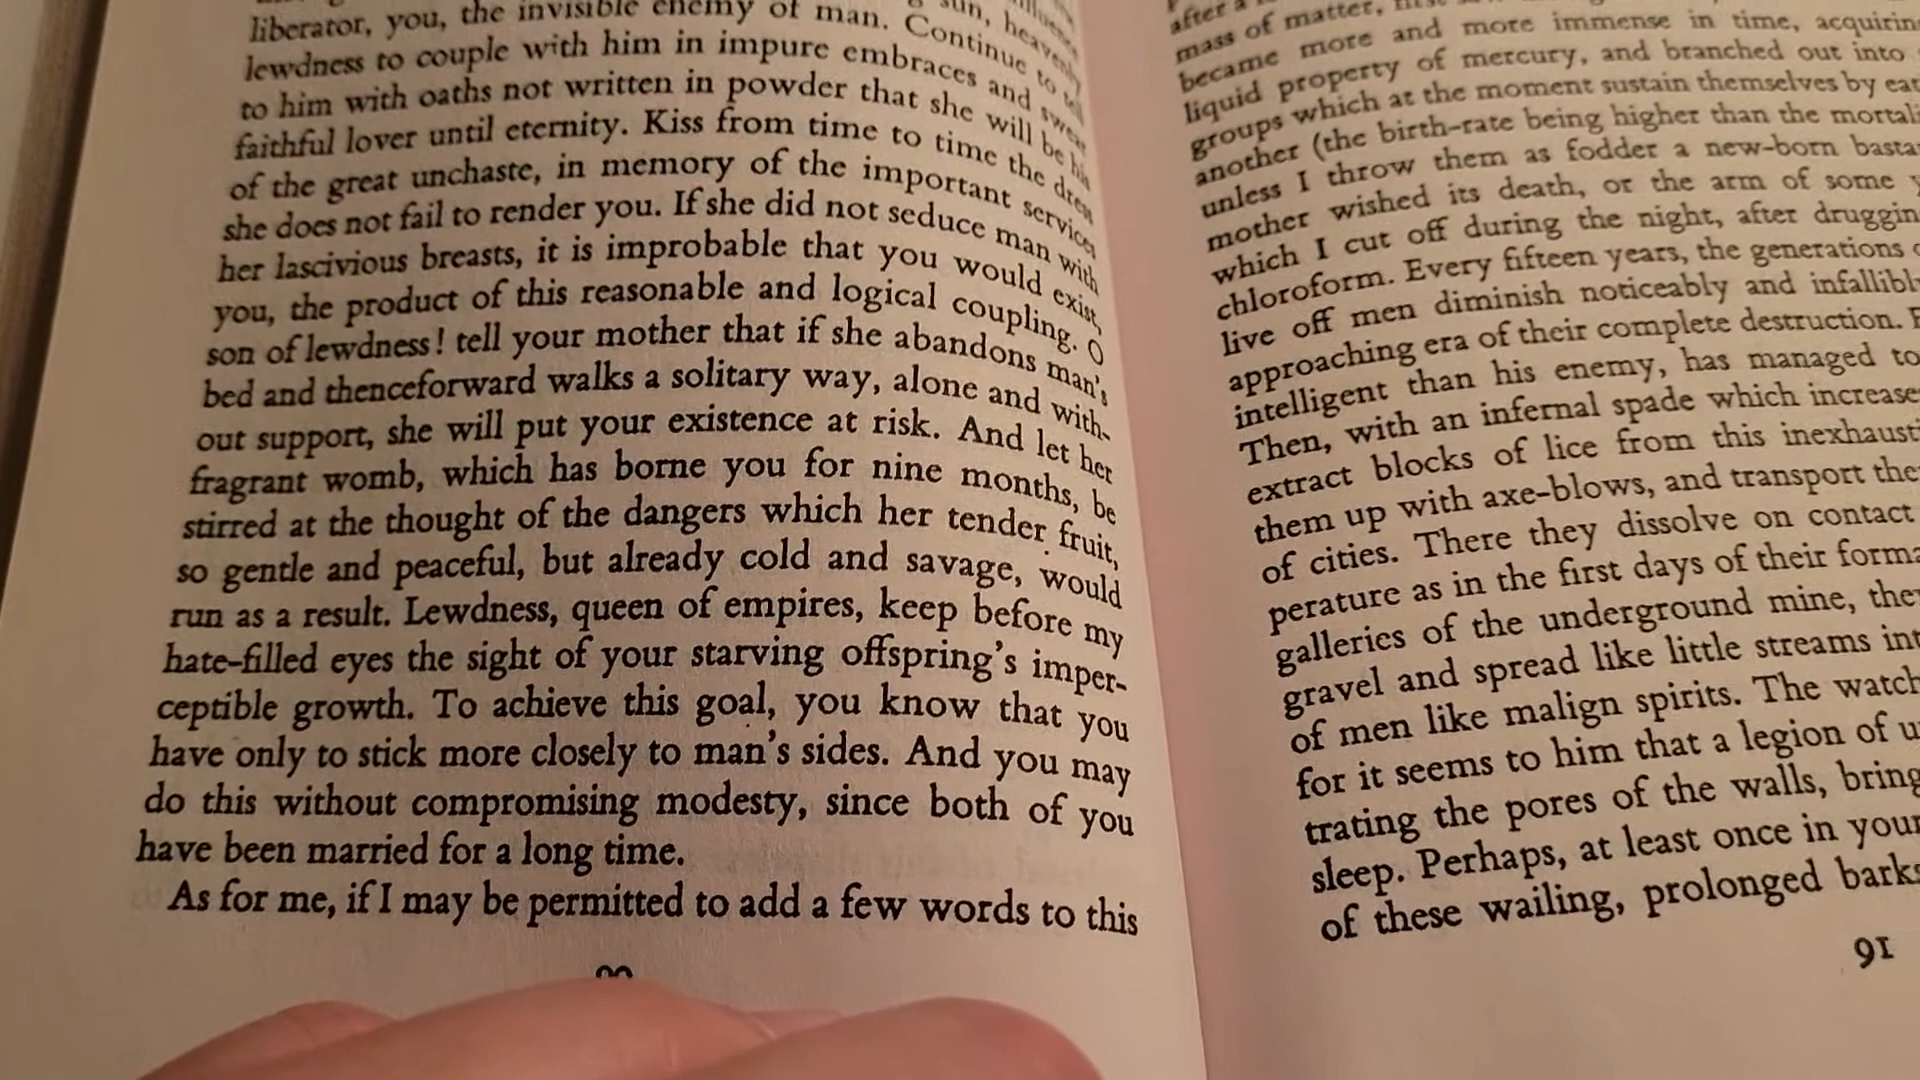 sun, heavenly
liberator, you, the invisible enemy of man. Continue to tell
lewdness to couple with him in impure embraces and swear
to him with oaths not written in powder that she will be his
faithful lover until eternity. Kiss from time to time the dress
of the great unchaste, in memory of the important services
she does not fail to render you. If she did not seduce man with
her lascivious breasts, it is improbable that you would exist,
you, the product of this reasonable and logical coupling. O
son of lewdness! tell your mother that if she abandons man's
bed and thenceforward walks a solitary way, alone and with-
out support, she will put your existence at risk. And let her
fragrant womb, which has borne you for nine months, be
stirred at the thought of the dangers which her tender fruit,
so gentle and peaceful, but already cold and savage, would
run as a result. Lewdness, queen of empires, keep before my
hate-filled eyes the sight of your starving offspring's imper-
ceptible growth. To achieve this goal, you know that you
have only to stick more closely to man's sides. And you may
do this without compromising modesty, since both of you
have been married for a long time.
As for me, if I may be permitted to add a few words to this
after a
mass of matter,
became more and more immense in time, acquiring
liquid property of mercury, and branched out into
groups which at the moment sustain themselves by
another (the birth-rate being higher than the
unless I throw them as fodder a new-born
mother wished its death, or the arm of some
which I cut off during the night, after
chloroform. Every fifteen years, the generations
live off men diminish noticeably and
approaching era of their complete destruction.
intelligent than his enemy, has managed to
Then, with an infernal spade which
extract blocks of lice from this
them up with axe-blows, and transport
of cities. There they dissolve on contact
perature as in the first days of their
galleries of the underground mine,
gravel and spread like little streams
of men like malign spirits. The
for it seems to him that a legion of
trating the pores of the walls,
sleep. Perhaps, at least once in
of these wailing, prolonged barks
91